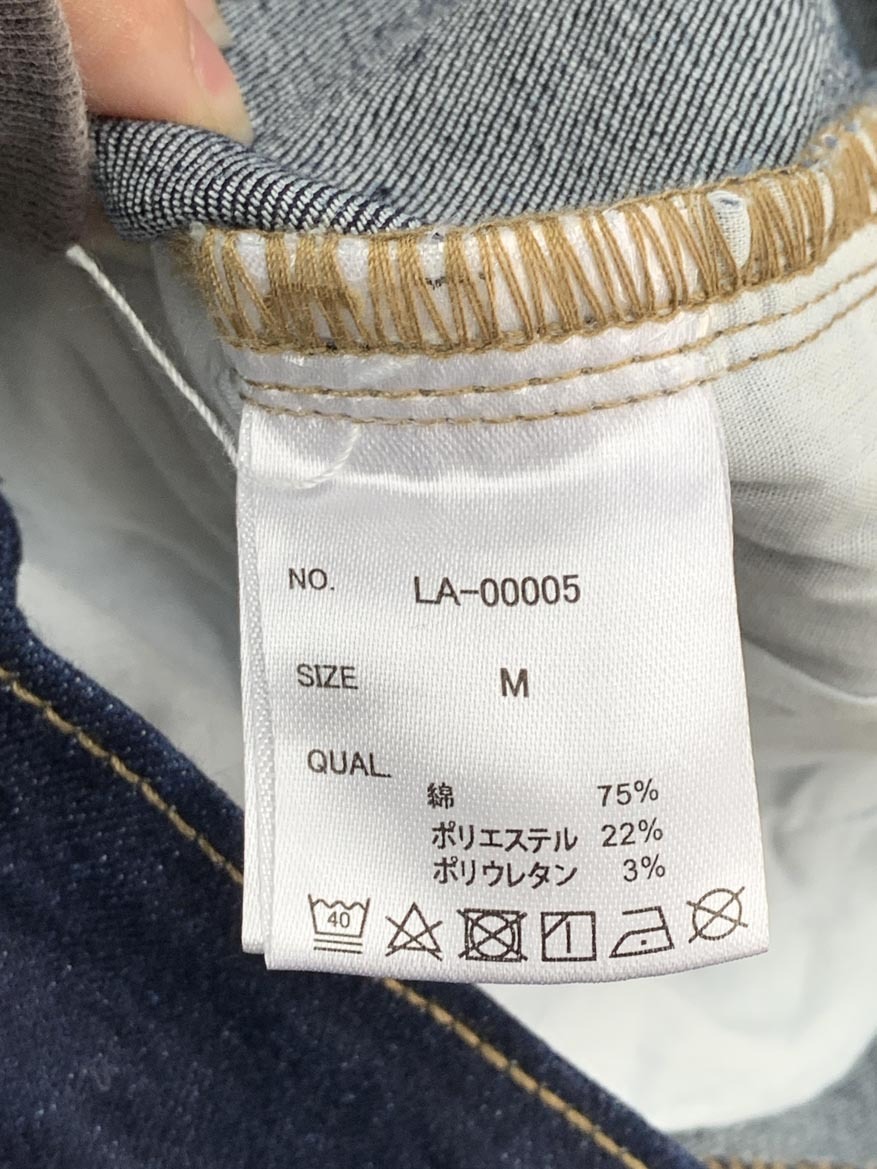 NO. LA-00005
SIZE M
QUAL.
綿 75%
ポリエステル 22%
ポリウレタン 3%
40